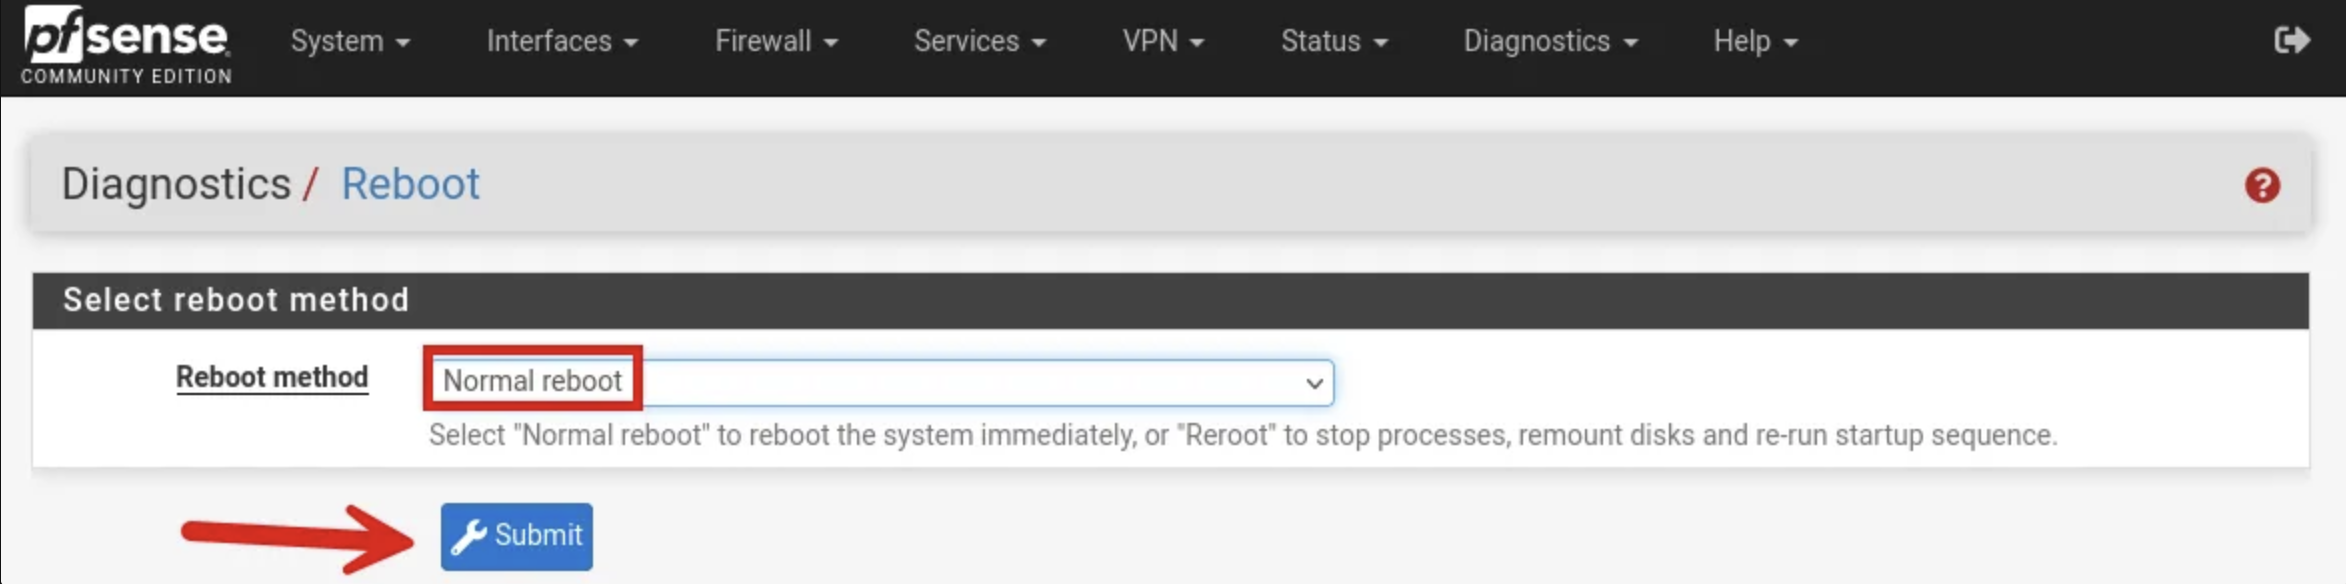 pfsense
COMMUNITY EDITION
System
Interfaces
Firewall
Services
VPN
Status
Diagnostics
Help
Diagnostics / Reboot
?
Select reboot method
Reboot method
Normal reboot
Select "Normal reboot" to reboot the system immediately, or "Reroot" to stop processes, remount disks and re-run startup sequence.
Submit